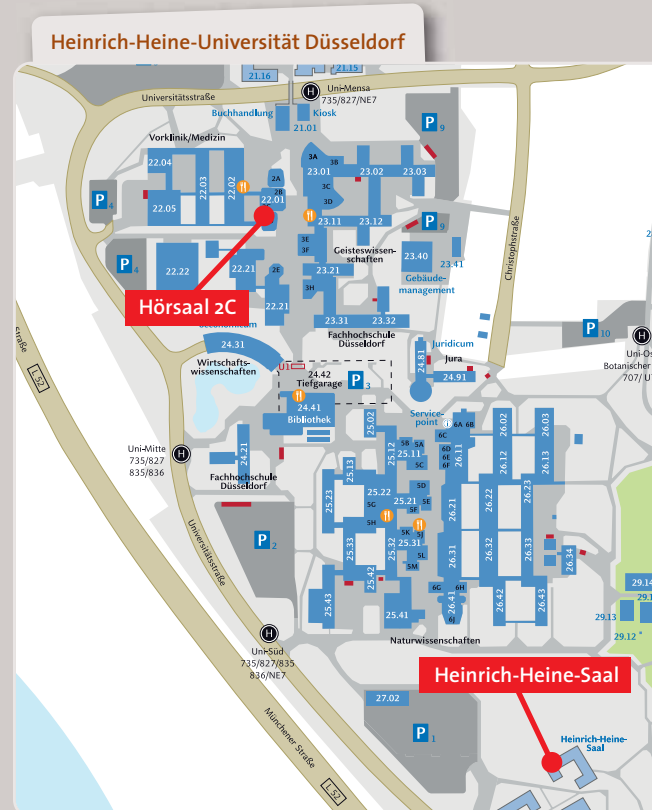 Heinrich-Heine-Universität Düsseldorf
21.16
21.15
Universitätsstraße
H
Uni-Mensa
735/827/NE7
Buchhandlung
Kiosk
21.01
P 9
Vorklinik/Medizin
22.04
22.03
22.02
22.05
2A
2B
22.01
3A
3B
23.01
23.02
23.03
3C
3D
23.11
23.12
P 4
P 4
22.22
22.21
2E
22.21
3E
3F
Geisteswissen-
schaften
23.21
3H
P 9
23.40
23.41
Gebäude-
management
Christophstraße
Hörsaal 2C
23.31
23.32
Fachhochschule
Düsseldorf
24.31
Wirtschafts-
wissenschaften
U1
24.42
Tiefgarage
P 3
24.41
Bibliothek
Juridicum
Jura
24.81
24.91
P 10
H
Botanischer
Straße
L 52
Service-
point
i
Uni-Mitte
735/827
835/836
H
24.21
Fachhochschule
Düsseldorf
P 2
Universitätsstraße
25.02
25.12
5B
5A
25.11
5C
25.13
25.22
25.23
5D
25.21
5E
5F
5G
5H
25.32
5K
5J
25.31
5L
5M
25.33
25.42
25.43
25.41
6A
6B
6C
6D
6E
6F
26.11
26.02
26.03
26.12
26.13
26.21
26.22
26.23
26.31
26.32
26.33
26.34
6G
6H
26.41
6J
26.42
26.43
Naturwissenschaften
29.14
29.13
29.12
H
Uni-Süd
735/827/835
836/NE7
Münchener Straße
L 52
27.02
P 1
Heinrich-Heine-Saal
Heinrich-Heine-
Saal